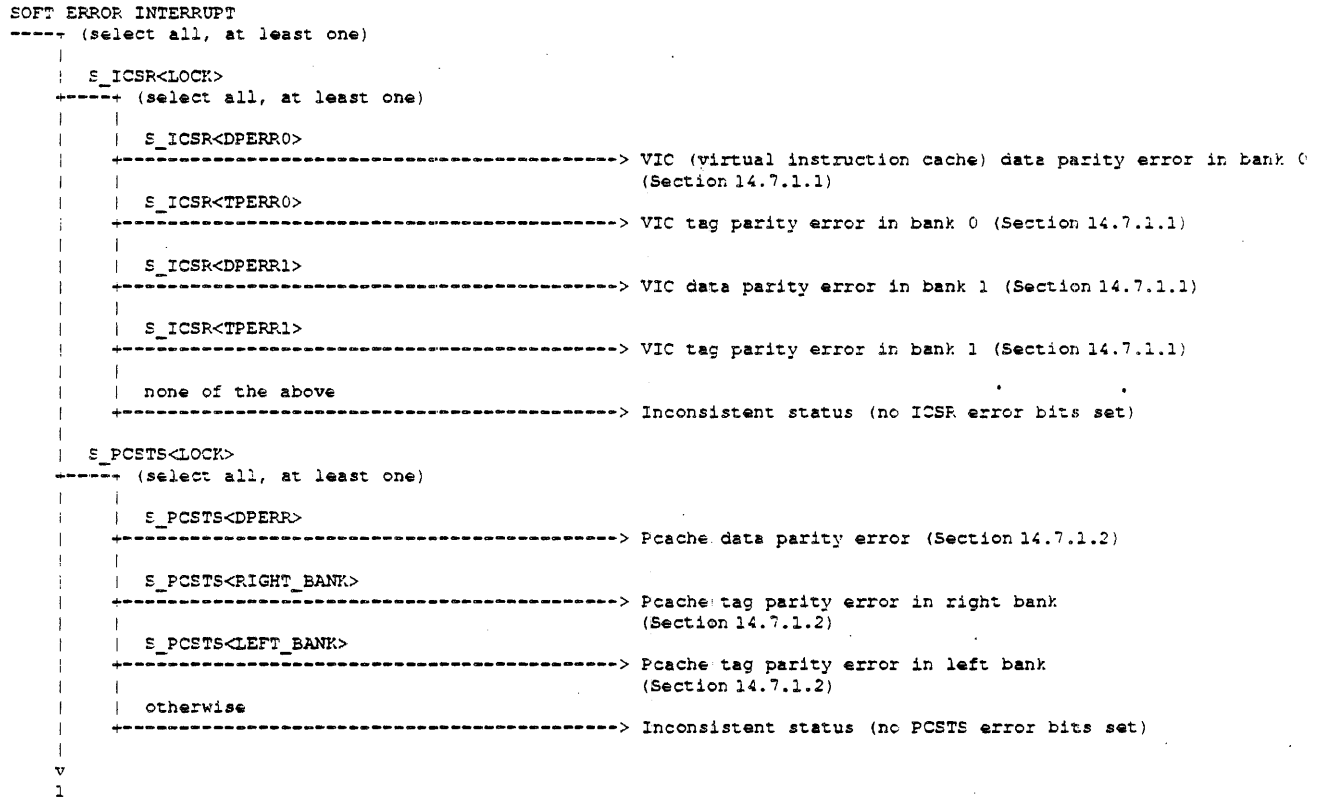 SOFT ERROR INTERRUPT
(select all, at least one)
S_ICSR<LOCK>
(select all, at least one)
S_ICSR<DPERR0>
VIC (virtual instruction cache) data parity error in bank 0
(Section 14.7.1.1)
S_ICSR<TPERR0>
VIC tag parity error in bank 0 (Section 14.7.1.1)
S_ICSR<DPERR1>
VIC data parity error in bank 1 (Section 14.7.1.1)
S_ICSR<TPERR1>
VIC tag parity error in bank 1 (Section 14.7.1.1)
none of the above
Inconsistent status (no ICSR error bits set)
S_PCSTS<LOCK>
(select all, at least one)
S_PCSTS<DPERR>
Pcache data parity error (Section 14.7.1.2)
S_PCSTS<RIGHT_BANK>
Pcache tag parity error in right bank
(Section 14.7.1.2)
S_PCSTS<LEFT_BANK>
Pcache tag parity error in left bank
(Section 14.7.1.2)
otherwise
Inconsistent status (no PCSTS error bits set)
v
1